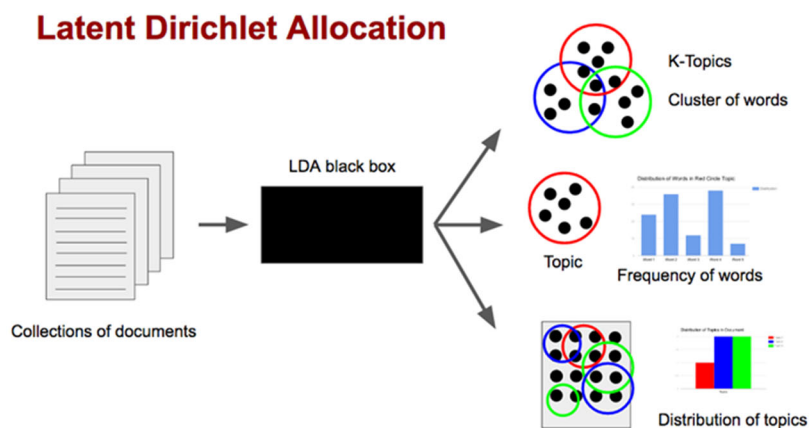 Latent Dirichlet Allocation
K-Topics
Cluster of words
LDA black box
Collections of documents
Distribution of Words in Red Circle Topic
Topic
Frequency of words
Distribution of Topics in Document
Distribution of topics